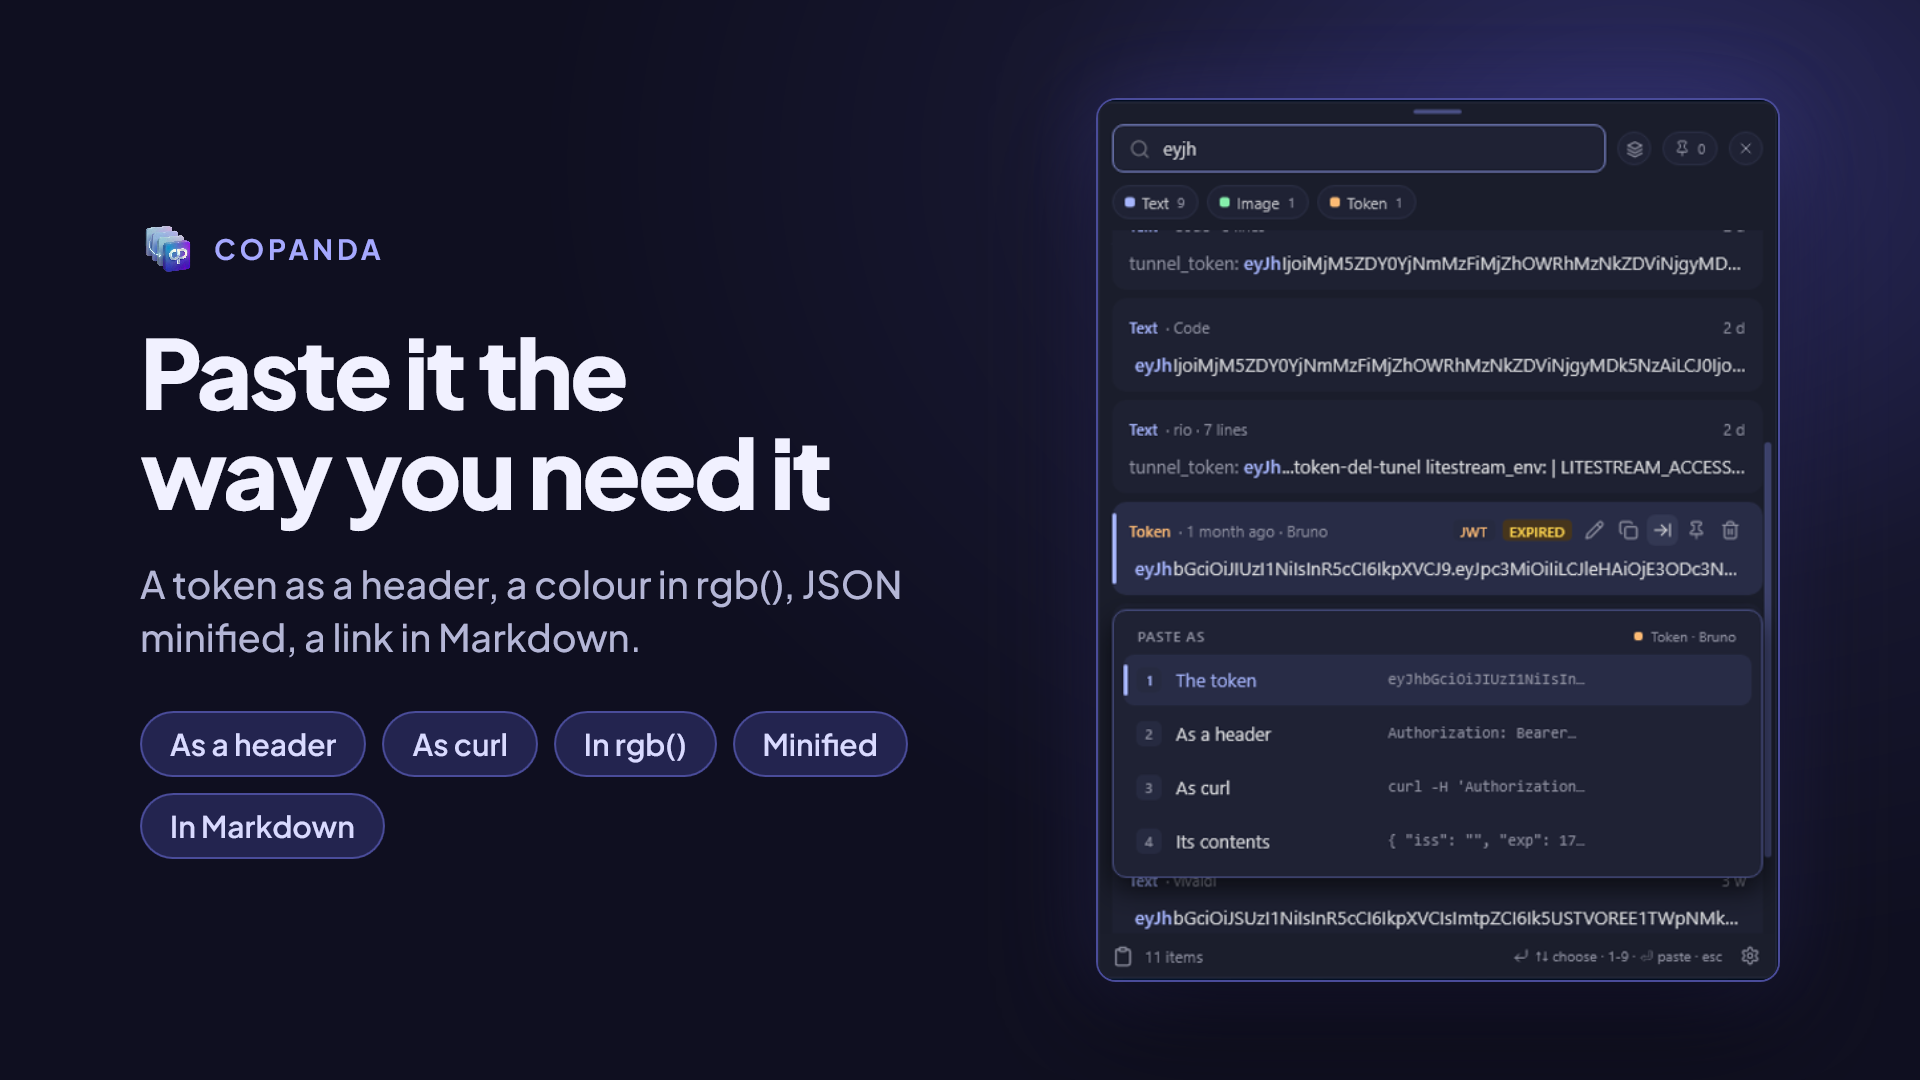 COPANDA
Paste it the
way you need it
A token as a header, a colour in rgb(), JSON
minified, a link in Markdown.
As a header
As curl
In rgb()
Minified
In Markdown
eyjh
0
Text 9
Image 1
Token 1
tunnel_token: eyJhIjoiMjM5ZDY0YjNmMzFiMjZhOWRhMzNkZDViNjgyMD...
Text · Code
2 d
eyJhIjoiMjM5ZDY0YjNmMzFiMjZhOWRhMzNkZDViNjgyMDk5NzAiLCJ0Ijo...
Text · rio · 7 lines
2 d
tunnel_token: eyJh...token-del-tunel litestream_env: | LITESTREAM_ACCESS...
Token · 1 month ago · Bruno
JWT
EXPIRED
eyJhbGciOiJIUzI1NiIsInR5cCI6IkpXVCJ9.eyJpc3MiOiIiLCJleHAiOjE3ODc3N...
PASTE AS
Token · Bruno
1 The token eyJhbGciOiJIUzI1NiIsIn…
2 As a header Authorization: Bearer…
3 As curl curl -H 'Authorization…
4 Its contents { "iss": "", "exp": 17…
Text · vivaldi
3 w
eyJhbGciOiJSUzI1NiIsInR5cCI6IkpXVCIsImtpZCI6Ik5USTVOREE1TWpNMk...
11 items
↵ ↑↓ choose · 1-9 · ⏎ paste · esc